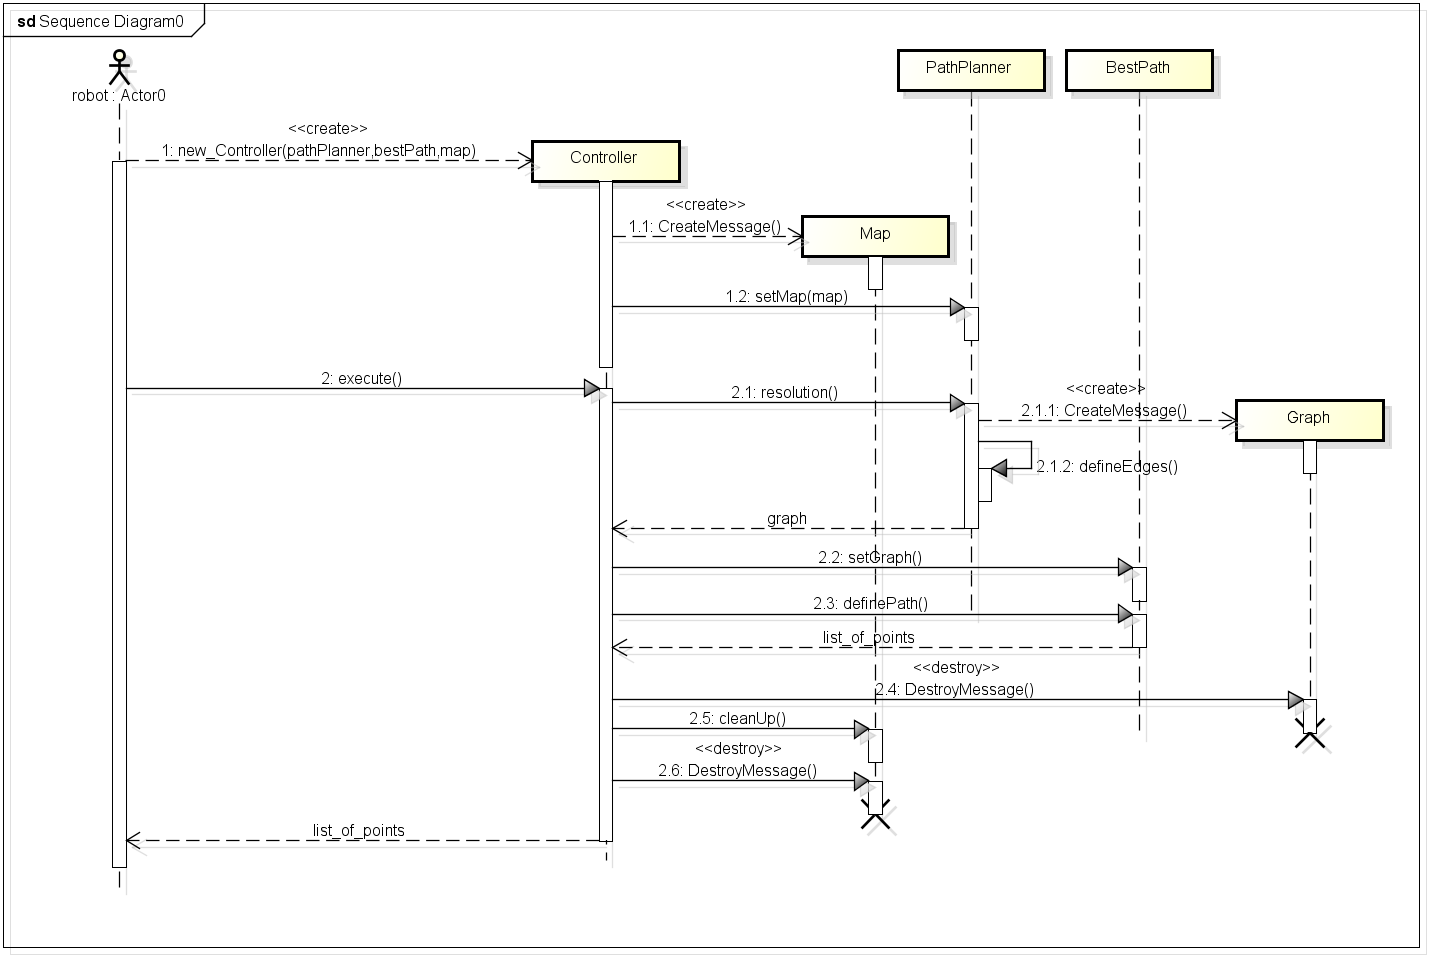 sd Sequence Diagram0
robot : Actor0
PathPlanner
BestPath
<<create>>
1: new_Controller(pathPlanner,bestPath,map)
Controller
<<create>>
1.1: CreateMessage()
Map
1.2: setMap(map)
2: execute()
2.1: resolution()
<<create>>
2.1.1: CreateMessage()
Graph
2.1.2: defineEdges()
graph
2.2: setGraph()
2.3: definePath()
list_of_points
<<destroy>>
2.4: DestroyMessage()
2.5: cleanUp()
<<destroy>>
2.6: DestroyMessage()
list_of_points